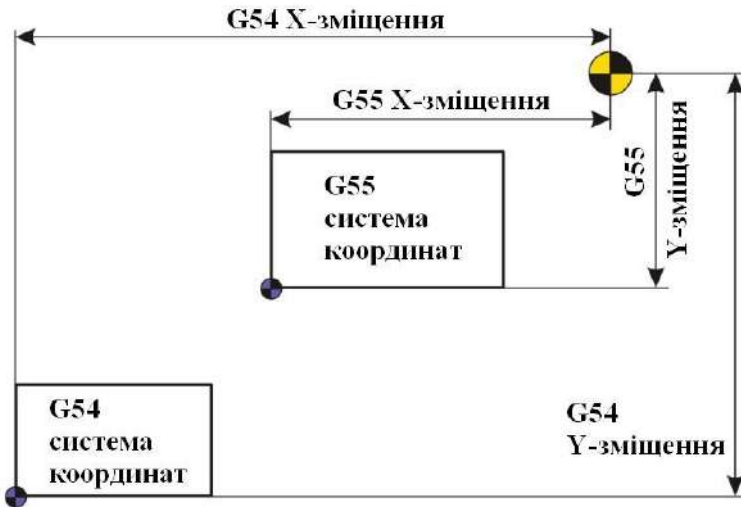 G54 X-зміщення
G55 X-зміщення
G55
Y-зміщення
G55
система
координат
G54
система
координат
G54
Y-зміщення